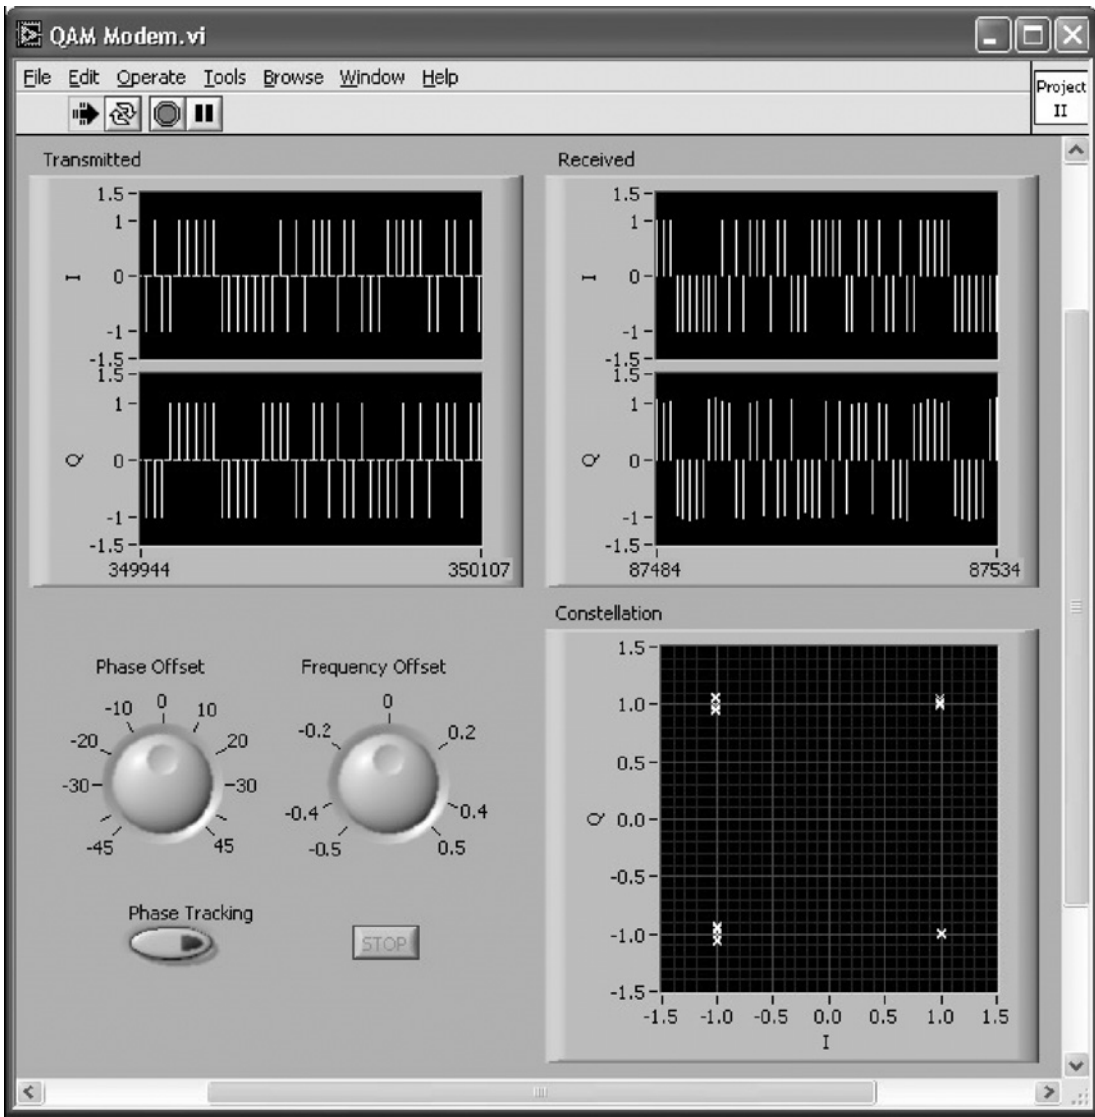 QAM Modem.vi
File Edit Operate Tools Browse Window Help
Project
II
Transmitted
1.5
1
0
-1
-1.5
I
1.5
1
0
-1
-1.5
Q
349944 350107
Received
1.5
1
0
-1
-1.5
I
1.5
1
0
-1
-1.5
Q
87484 87534
Phase Offset
-45 -30 -20 -10 0 10 20 30 45
Frequency Offset
-0.5 -0.4 -0.2 0 0.2 0.4 0.5
Phase Tracking
STOP
Constellation
1.5
1.0
0.5
0.0
-0.5
-1.0
-1.5
Q
-1.5 -1.0 -0.5 0.0 0.5 1.0 1.5
I